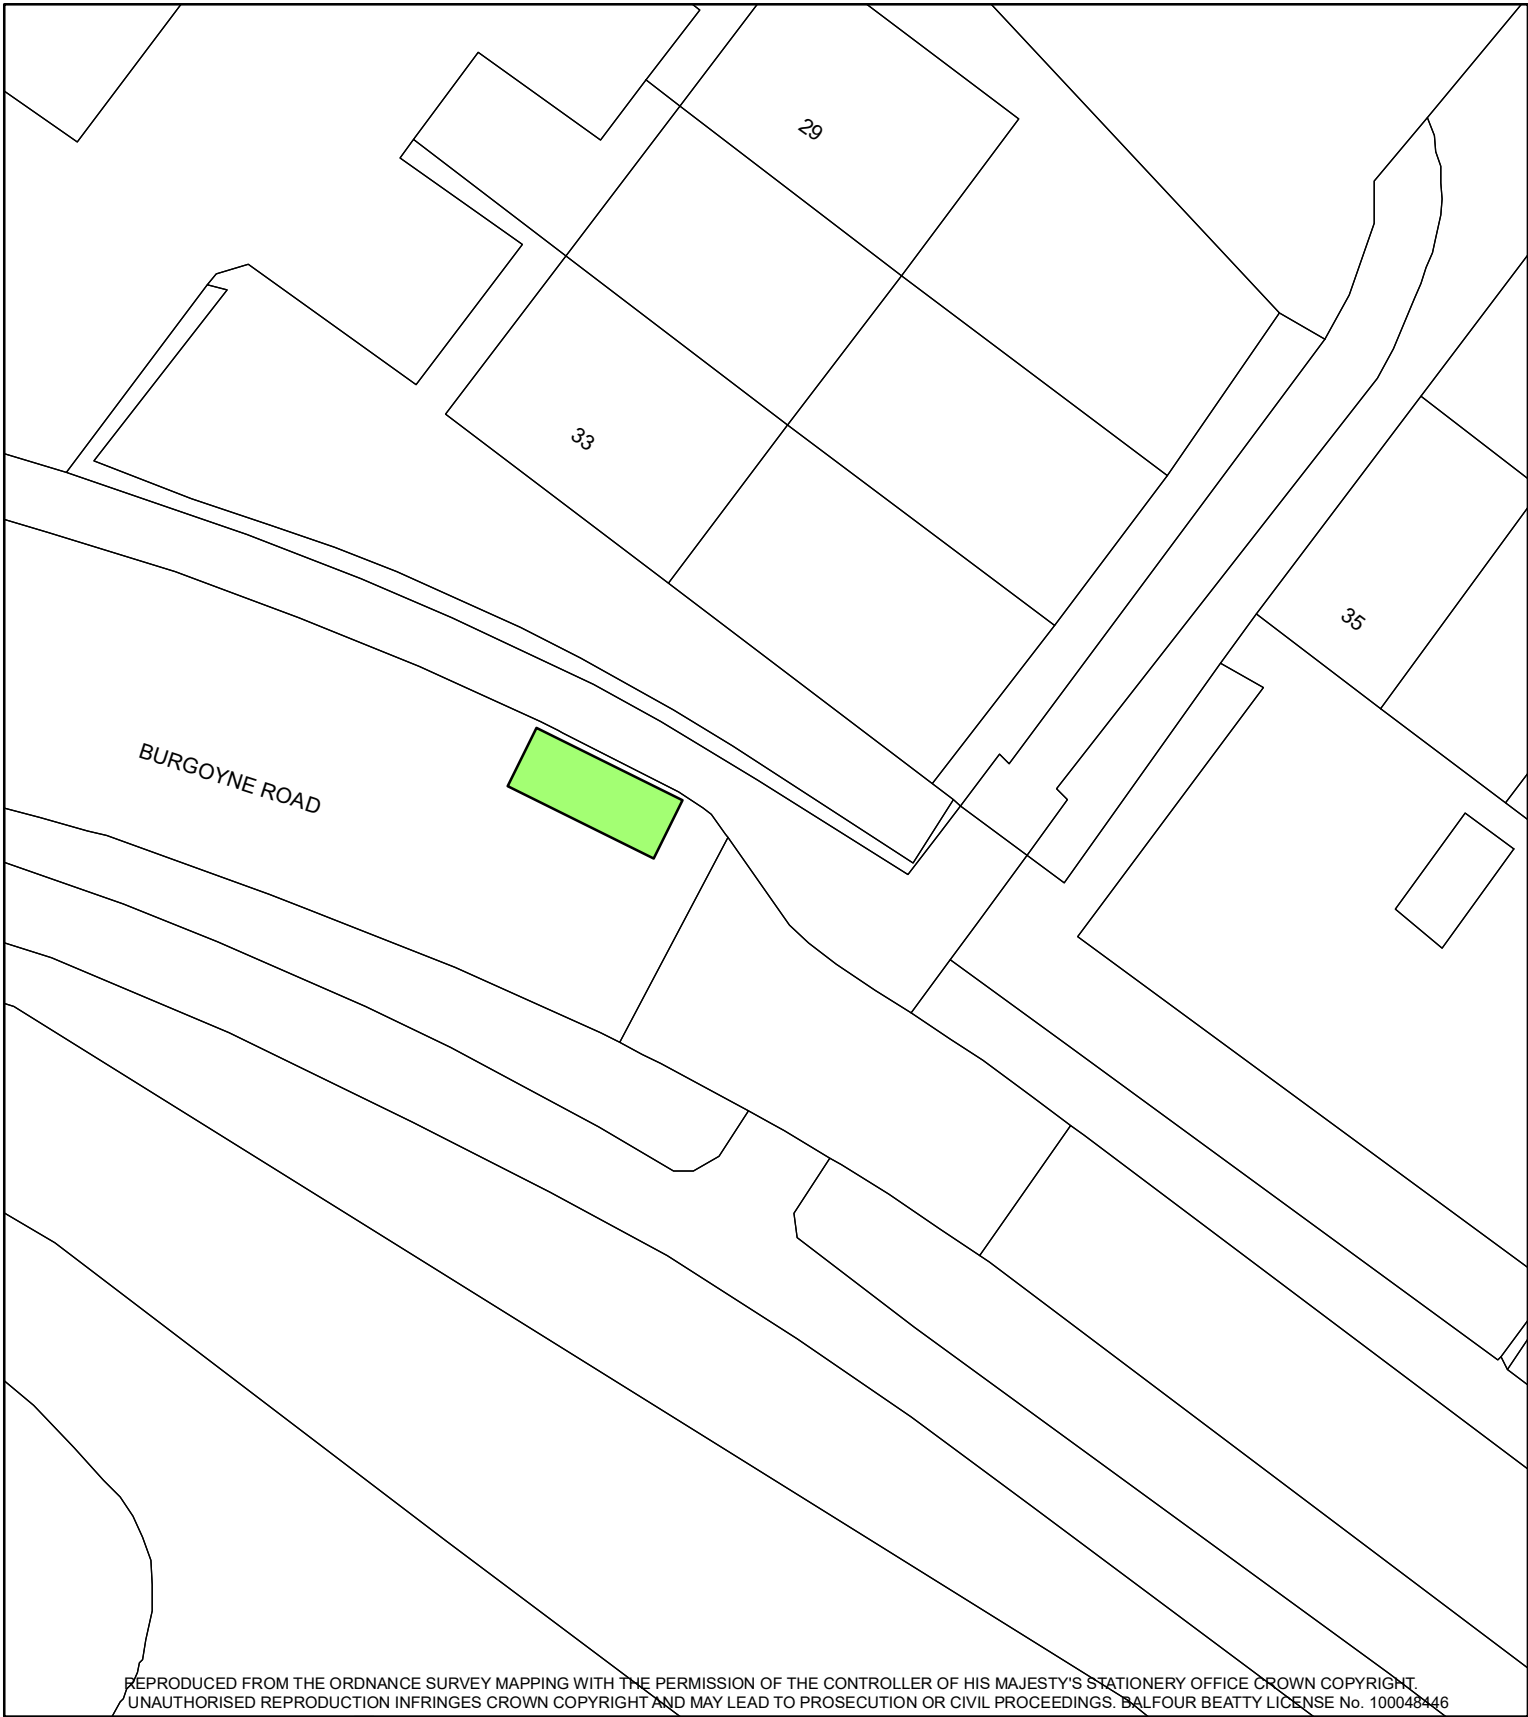 29
33
35
BURGOYNE ROAD
REPRODUCED FROM THE ORDNANCE SURVEY MAPPING WITH THE PERMISSION OF THE CONTROLLER OF HIS MAJESTY'S STATIONERY OFFICE CROWN COPYRIGHT.
UNAUTHORISED REPRODUCTION INFRINGES CROWN COPYRIGHT AND MAY LEAD TO PROSECUTION OR CIVIL PROCEEDINGS. BALFOUR BEATTY LICENSE No. 100048446